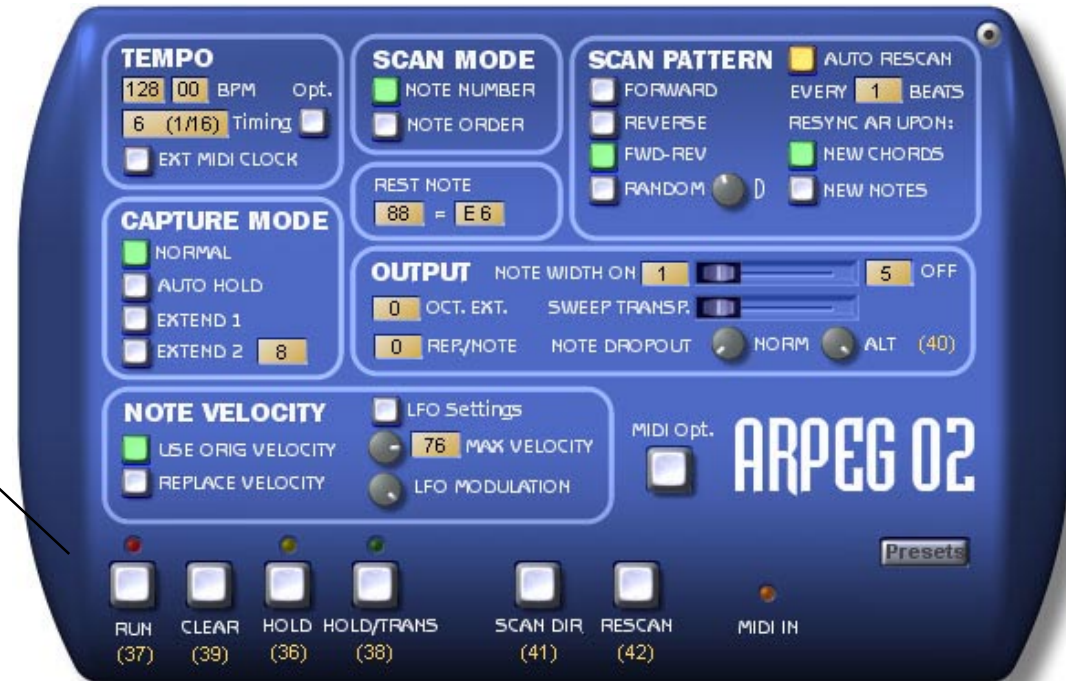 TEMPO
128 00 BPM Opt.
6 (1/16) Timing
EXT MIDI CLOCK
CAPTURE MODE
NORMAL
AUTO HOLD
EXTEND 1
EXTEND 2 8
SCAN MODE
NOTE NUMBER
NOTE ORDER
REST NOTE
88 = E 6
SCAN PATTERN
FORWARD
REVERSE
FWD-REV
RANDOM D
AUTO RESCAN
EVERY 1 BEATS
RESYNC AR UPON:
NEW CHORDS
NEW NOTES
OUTPUT NOTE WIDTH ON 1 5 OFF
0 OCT. EXT. SWEEP TRANSP.
0 REP./NOTE NOTE DROPOUT NORM ALT (40)
NOTE VELOCITY
USE ORIG VELOCITY
REPLACE VELOCITY
LFO Settings
76 MAX VELOCITY
LFO MODULATION
MIDI Opt.
ARPEG 02
Presets
RUN CLEAR HOLD HOLD/TRANS SCAN DIR RESCAN MIDI IN
(37) (39) (36) (38) (41) (42)